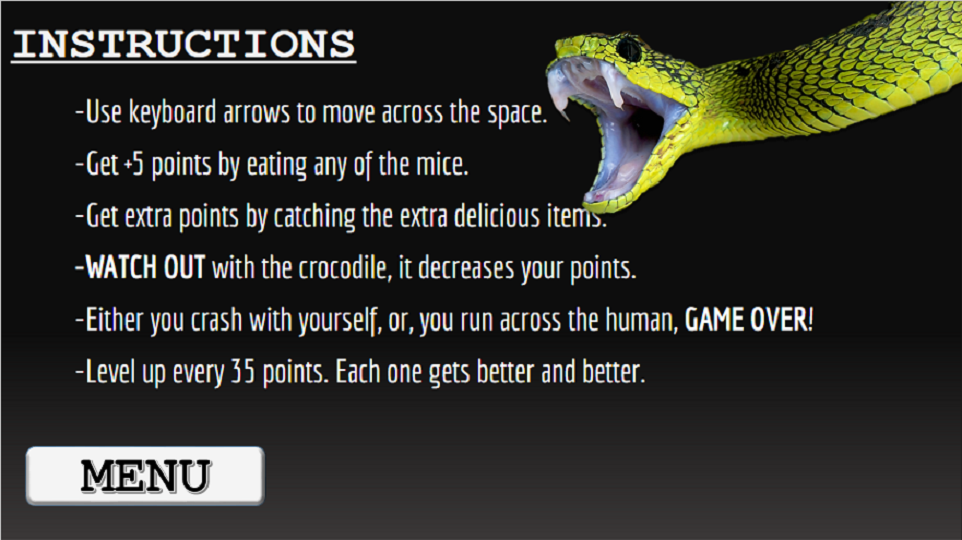 INSTRUCTIONS
-Use keyboard arrows to move across the space.
-Get +5 points by eating any of the mice.
-Get extra points by catching the extra delicious items.
-WATCH OUT with the crocodile, it decreases your points.
-Either you crash with yourself, or, you run across the human, GAME OVER!
-Level up every 35 points. Each one gets better and better.
MENU